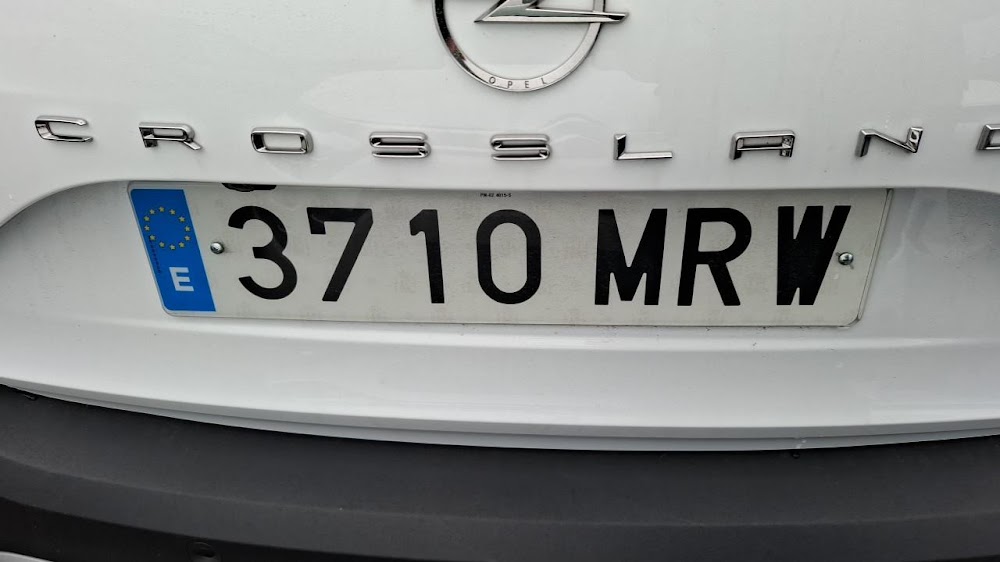 OPEL
CROSSLAND
E
3710 MRW